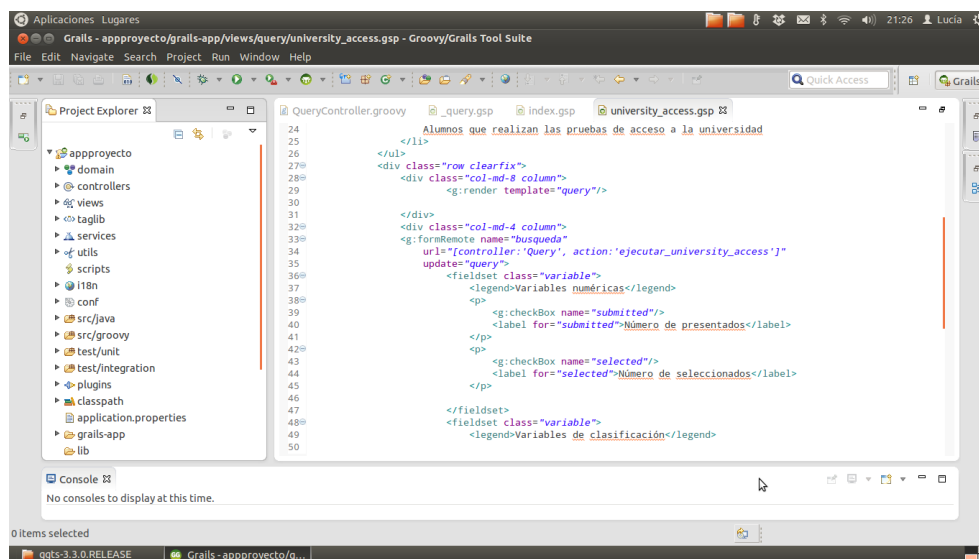 Aplicaciones Lugares 21:26 Lucía
Grails - appproyecto/grails-app/views/query/university_access.gsp - Groovy/Grails Tool Suite
File Edit Navigate Search Project Run Window Help
Quick Access Grails
Project Explorer
appproyecto
domain
controllers
views
taglib
services
utils
scripts
i18n
conf
src/java
src/groovy
test/unit
test/integration
plugins
classpath
application.properties
grails-app
lib
QueryController.groovy _query.gsp index.gsp university_access.gsp
24 Alumnos que realizan las pruebas de acceso a la universidad
25 </li>
26 </ul>
27 <div class="row clearfix">
28 <div class="col-md-8 column">
29 <g:render template="query"/>
30
31 </div>
32 <div class="col-md-4 column">
33 <g:formRemote name="busqueda"
34 url="[controller:'Query', action:'ejecutar_university_access']"
35 update="query">
36 <fieldset class="variable">
37 <legend>Variables numéricas</legend>
38 <p>
39 <g:checkBox name="submitted"/>
40 <label for="submitted">Número de presentados</label>
41 </p>
42 <p>
43 <g:checkBox name="selected"/>
44 <label for="selected">Número de seleccionados</label>
45 </p>
46
47 </fieldset>
48 <fieldset class="variable">
49 <legend>Variables de clasificación</legend>
50
Console
No consoles to display at this time.
0 items selected
ggts-3.3.0.RELEASE Grails - appproyecto/g...